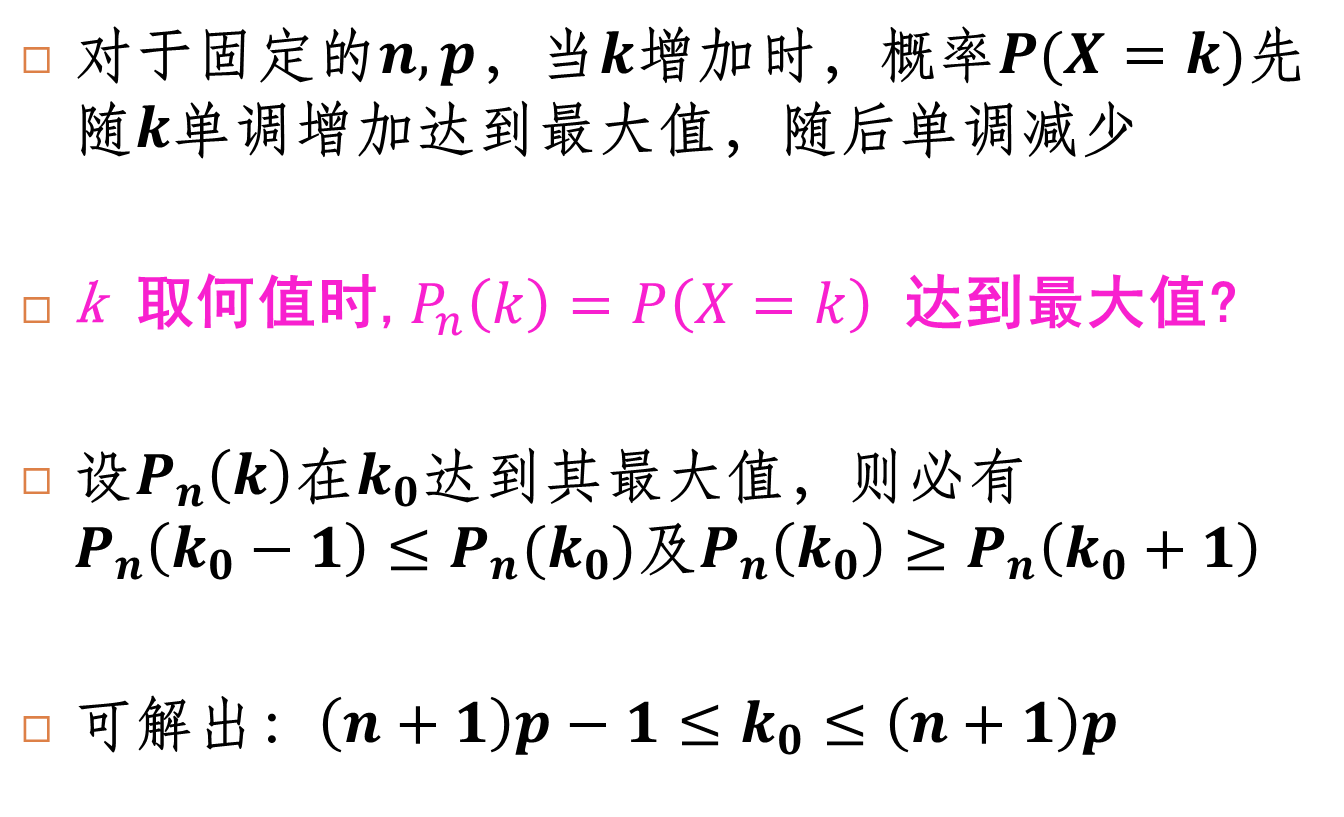 对于固定的n,p，当k增加时，概率P(X = k)先
随k单调增加达到最大值，随后单调减少
k 取何值时,Pₙ(k) = P(X = k) 达到最大值?
设Pₙ(k)在k₀达到其最大值，则必有
Pₙ(k₀ − 1) ≤ Pₙ(k₀)及Pₙ(k₀) ≥ Pₙ(k₀ + 1)
可解出：(n + 1)p − 1 ≤ k₀ ≤ (n + 1)p